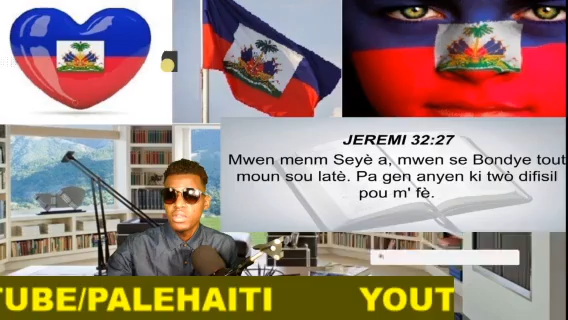 JEREMI 32:27
Mwen menm Seyè a, mwen se Bondye tout
moun sou latè. Pa gen anyen ki twò difisil
pou m' fè.
TUBE/PALEHAITI YOUT